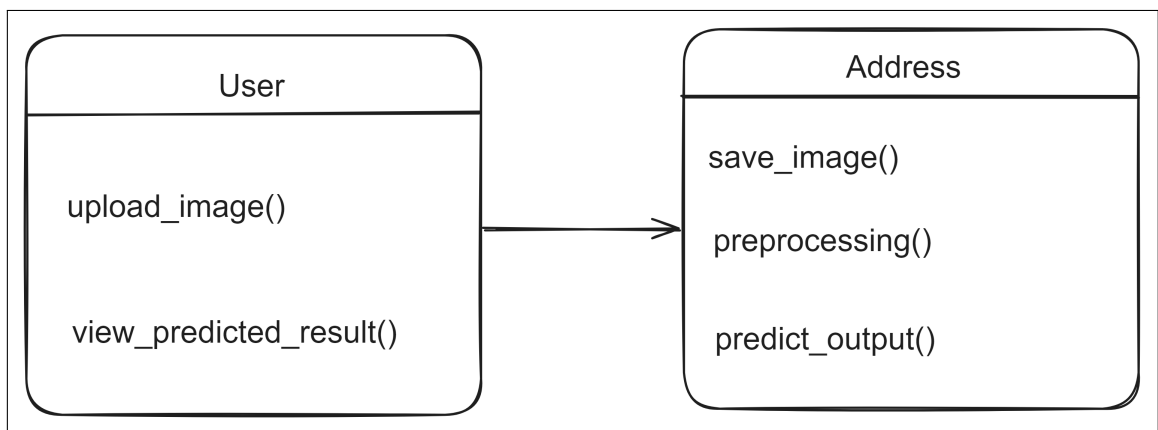 User
upload_image()
view_predicted_result()
Address
save_image()
preprocessing()
predict_output()